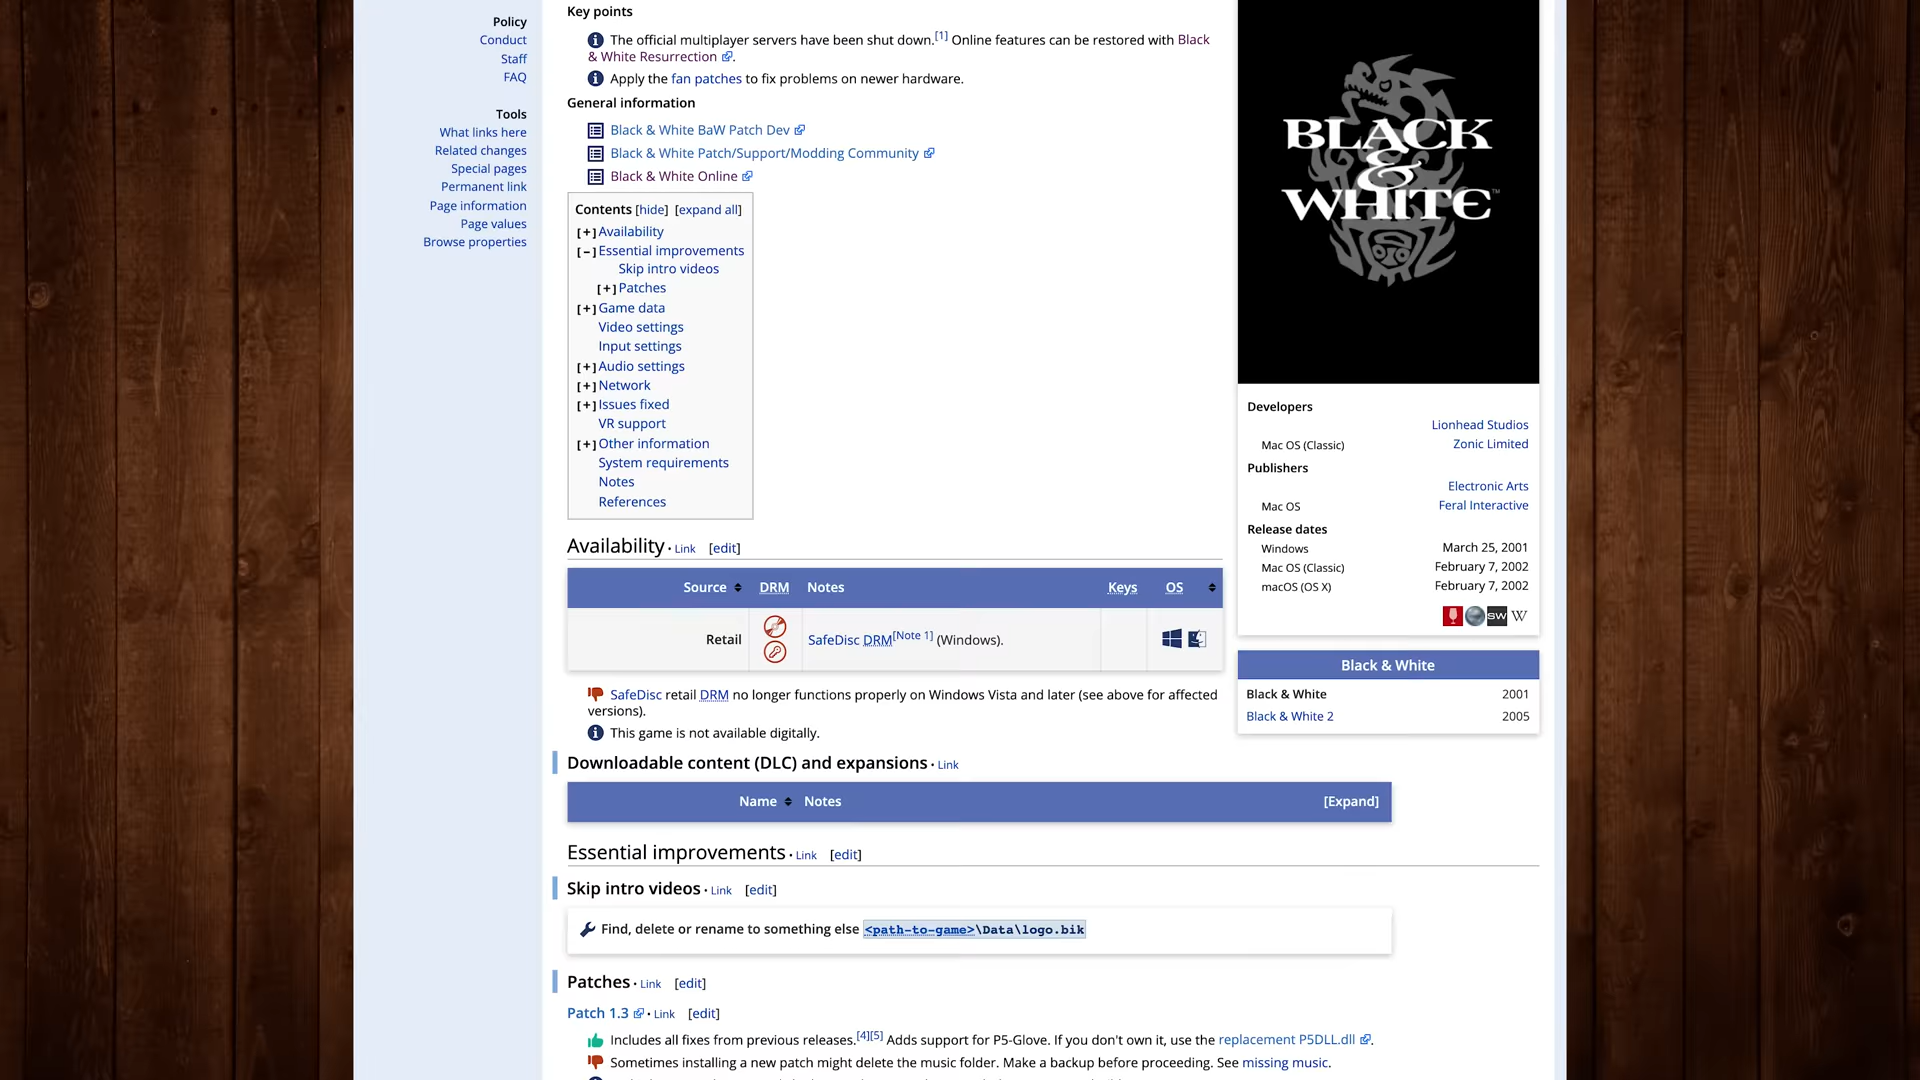 Policy
Conduct
Staff
FAQ
Tools
What links here
Related changes
Special pages
Permanent link
Page information
Page values
Browse properties
Key points
The official multiplayer servers have been shut down.[1] Online features can be restored with Black
& White Resurrection.
Apply the fan patches to fix problems on newer hardware.
General information
Black & White BaW Patch Dev
Black & White Patch/Support/Modding Community
Black & White Online
Contents [hide] [expand all]
[+] Availability
[–] Essential improvements
Skip intro videos
[+] Patches
[+] Game data
Video settings
Input settings
[+] Audio settings
[+] Network
[+] Issues fixed
VR support
[+] Other information
System requirements
Notes
References
Availability · Link [edit]
Source DRM Notes Keys OS
Retail SafeDisc DRM[Note 1] (Windows).
SafeDisc retail DRM no longer functions properly on Windows Vista and later (see above for affected
versions).
This game is not available digitally.
Downloadable content (DLC) and expansions · Link
Name Notes [Expand]
Essential improvements · Link [edit]
Skip intro videos · Link [edit]
Find, delete or rename to something else <path-to-game>\Data\logo.bik
Patches · Link [edit]
Patch 1.3 · Link [edit]
Includes all fixes from previous releases.[4][5] Adds support for P5-Glove. If you don't own it, use the replacement P5DLL.dll.
Sometimes installing a new patch might delete the music folder. Make a backup before proceeding. See missing music.
BLACK
&
WHITE™
Developers
Lionhead Studios
Mac OS (Classic) Zonic Limited
Publishers
Electronic Arts
Mac OS Feral Interactive
Release dates
Windows March 25, 2001
Mac OS (Classic) February 7, 2002
macOS (OS X) February 7, 2002
SW W
Black & White
Black & White 2001
Black & White 2 2005